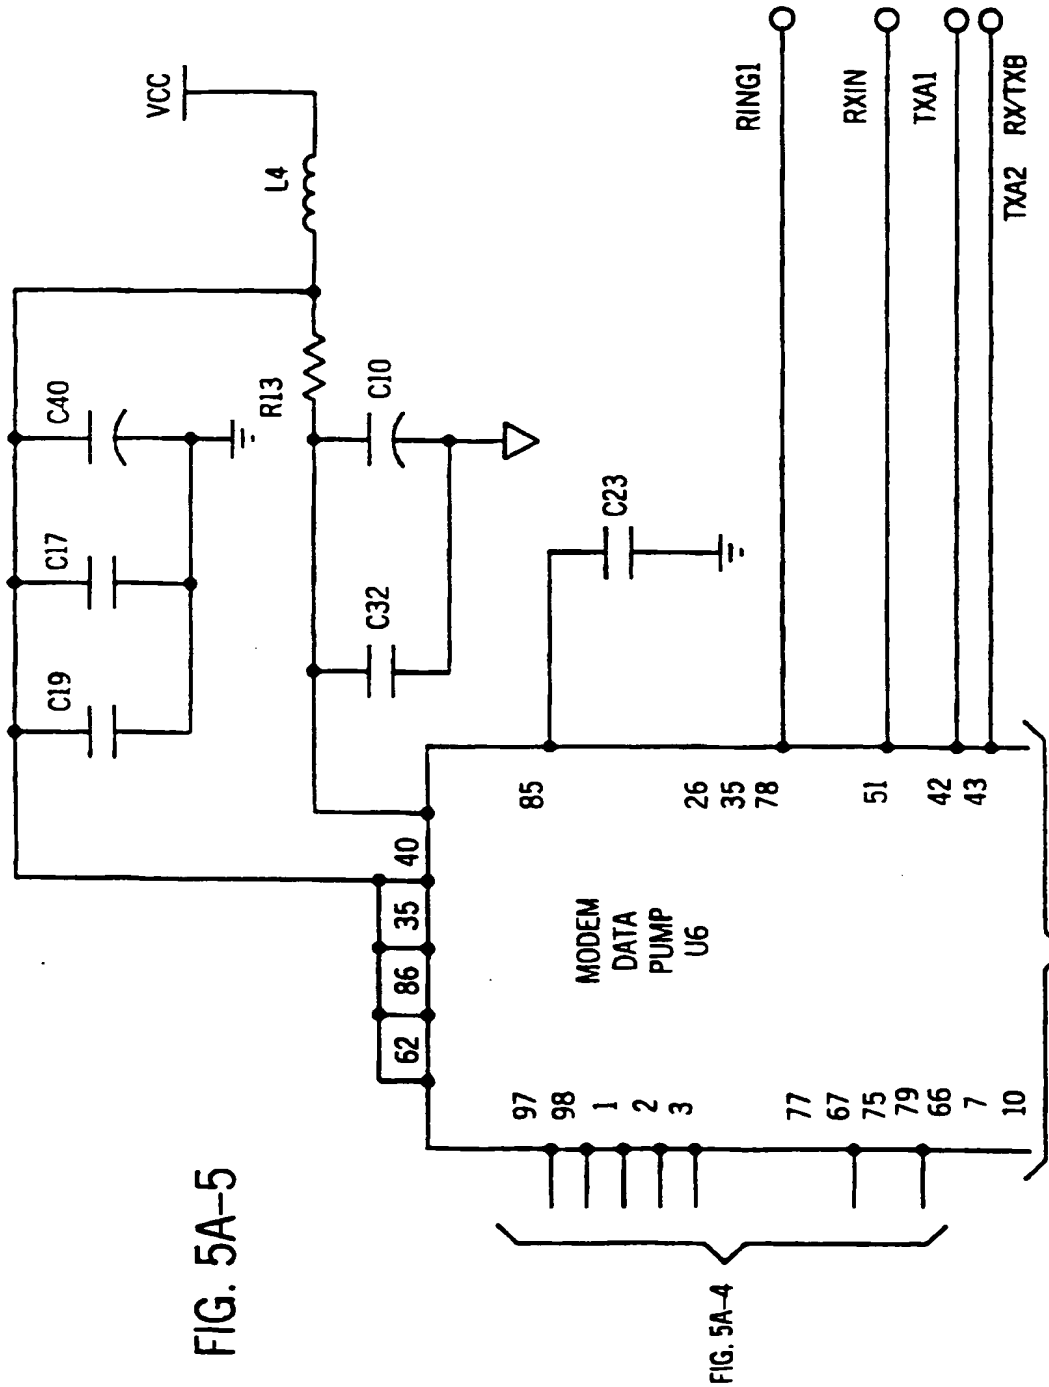 FIG. 5A-5
VCC
L4
C40
C17
C19
R13
C10
C32
C23
RING1
RXIN
TXA1
TXA2 RX/TXB
62
86
35
40
85
26
35
78
51
42
43
MODEM
DATA
PUMP
U6
97
98
1
2
3
77
67
75
79
66
7
10
FIG. 5A-4